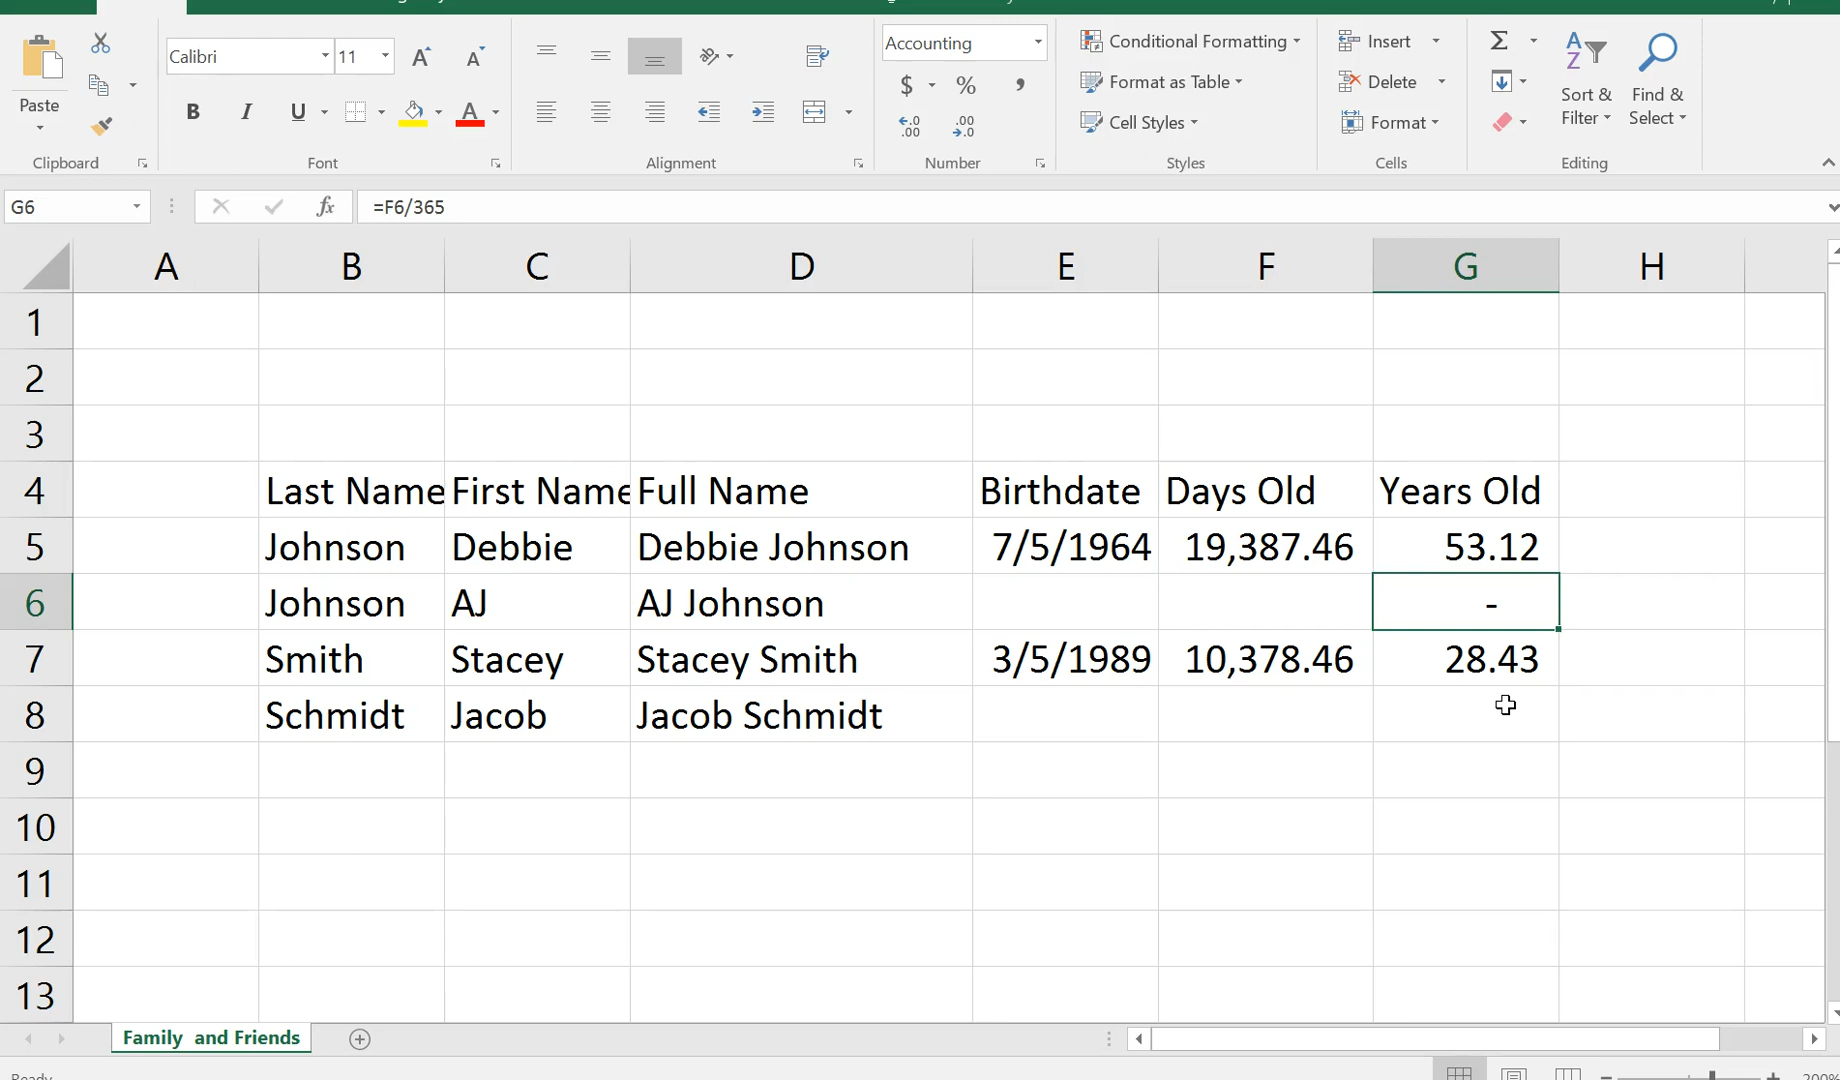 Calibri 11 Accounting Conditional Formatting Insert
$ % , Format as Table Delete
Paste B I U A Cell Styles Format Sort & Filter Find & Select
Clipboard Font Alignment Number Styles Cells Editing
G6 fx =F6/365
A B C D E F G H
1
2
3
4 Last Name First Name Full Name Birthdate Days Old Years Old
5 Johnson Debbie Debbie Johnson 7/5/1964 19,387.46 53.12
6 Johnson AJ AJ Johnson -
7 Smith Stacey Stacey Smith 3/5/1989 10,378.46 28.43
8 Schmidt Jacob Jacob Schmidt
9
10
11
12
13
Family and Friends
Ready 200%